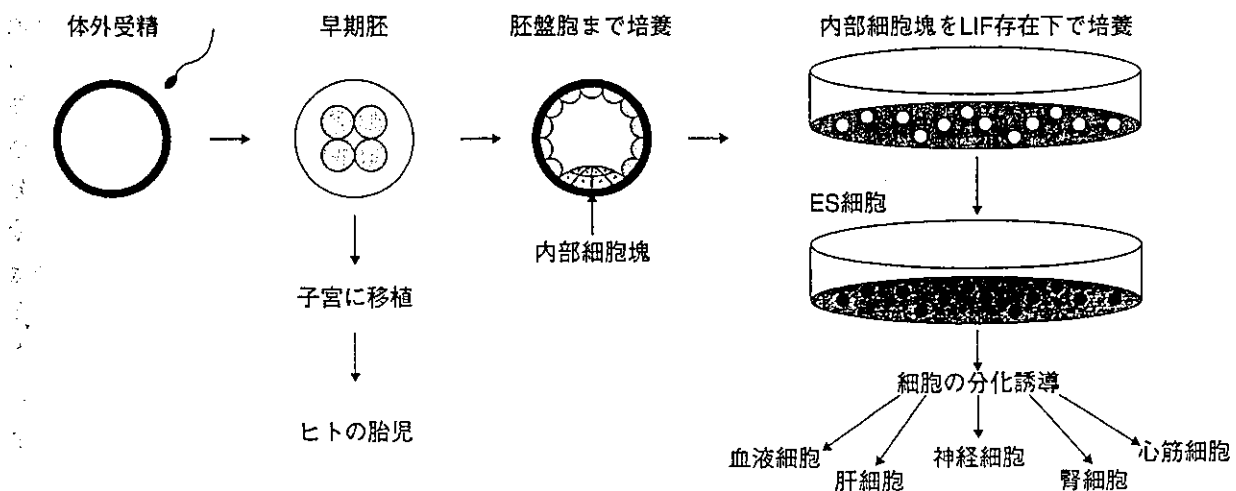 体外受精
早期胚
胚盤胞まで培養
内部細胞塊をLIF存在下で培養
内部細胞塊
ES細胞
子宮に移植
ヒトの胎児
細胞の分化誘導
血液細胞
肝細胞
神経細胞
腎細胞
心筋細胞